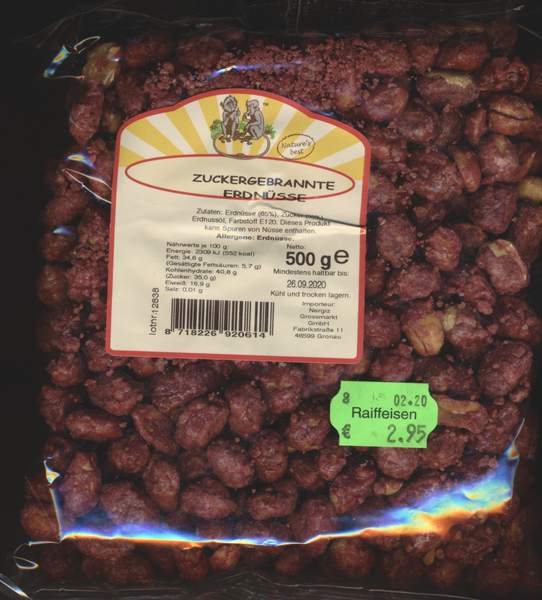 Nature's
best
ZUCKERGEBRANNTE
ERDNÜSSE
Zutaten: Erdnüsse (65%), Zucker
Erdnussöl, Farbstoff E120. Dieses Produkt
kann Spuren von Nüsse enthalten.
Allergene: Erdnüsse.
Nährwerte je 100 g
Energie: 2309 kJ (552 kcal)
Fett: 34,6 g
(Gesättigte Fettsäuren: 5,7 g)
Kohlenhydrate: 40,8 g
(Zucker: 35,0 g)
Eiweiß: 16,9 g
Salz: 0,01 g
Netto:
500 g e
Mindestens haltbar bis:
26.09.2020
Kühl und trocken lagern.
Importeur:
Nergiz
Grossmarkt
GmbH
Fabrikstraße 11
48599 Gronau
lotnr.12838
8 718226 920614
8 02.20
Raiffeisen
€ 2.95